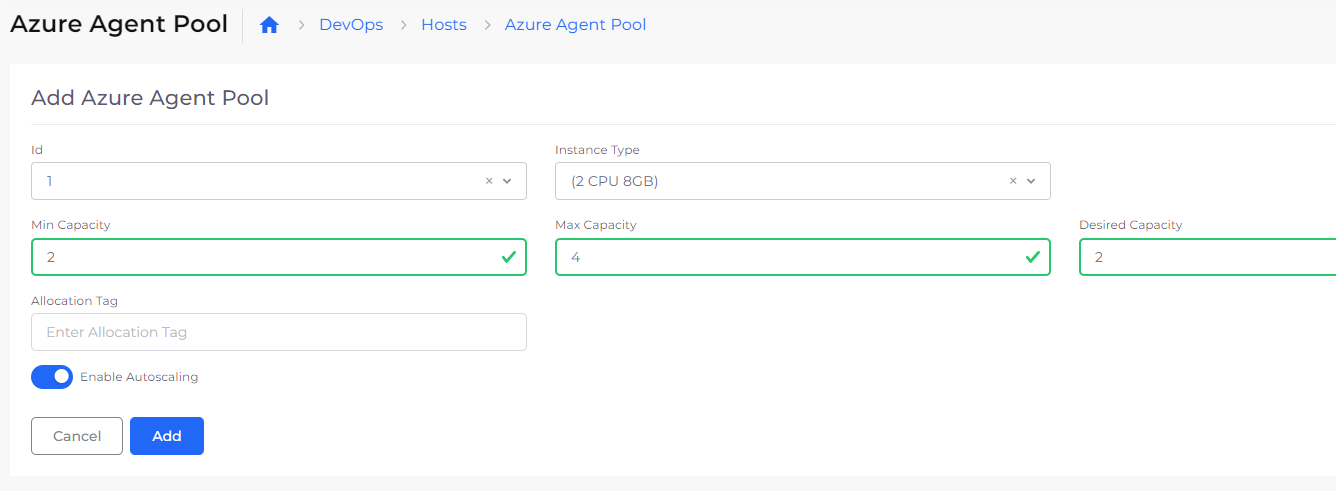 Azure Agent Pool DevOps Hosts Azure Agent Pool
Add Azure Agent Pool
Id Instance Type
1 (2 CPU 8GB)
Min Capacity Max Capacity Desired Capacity
2 4 2
Allocation Tag
Enter Allocation Tag
Enable Autoscaling
Cancel Add